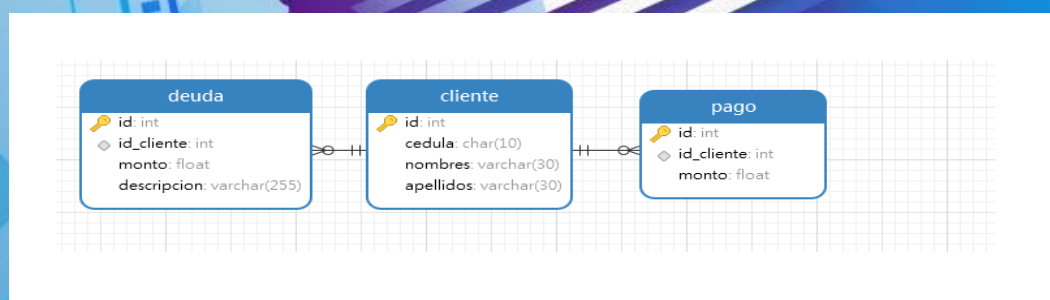 deuda
id: int
id_cliente: int
monto: float
descripcion: varchar(255)
cliente
id: int
cedula: char(10)
nombres: varchar(30)
apellidos: varchar(30)
pago
id: int
id_cliente: int
monto: float